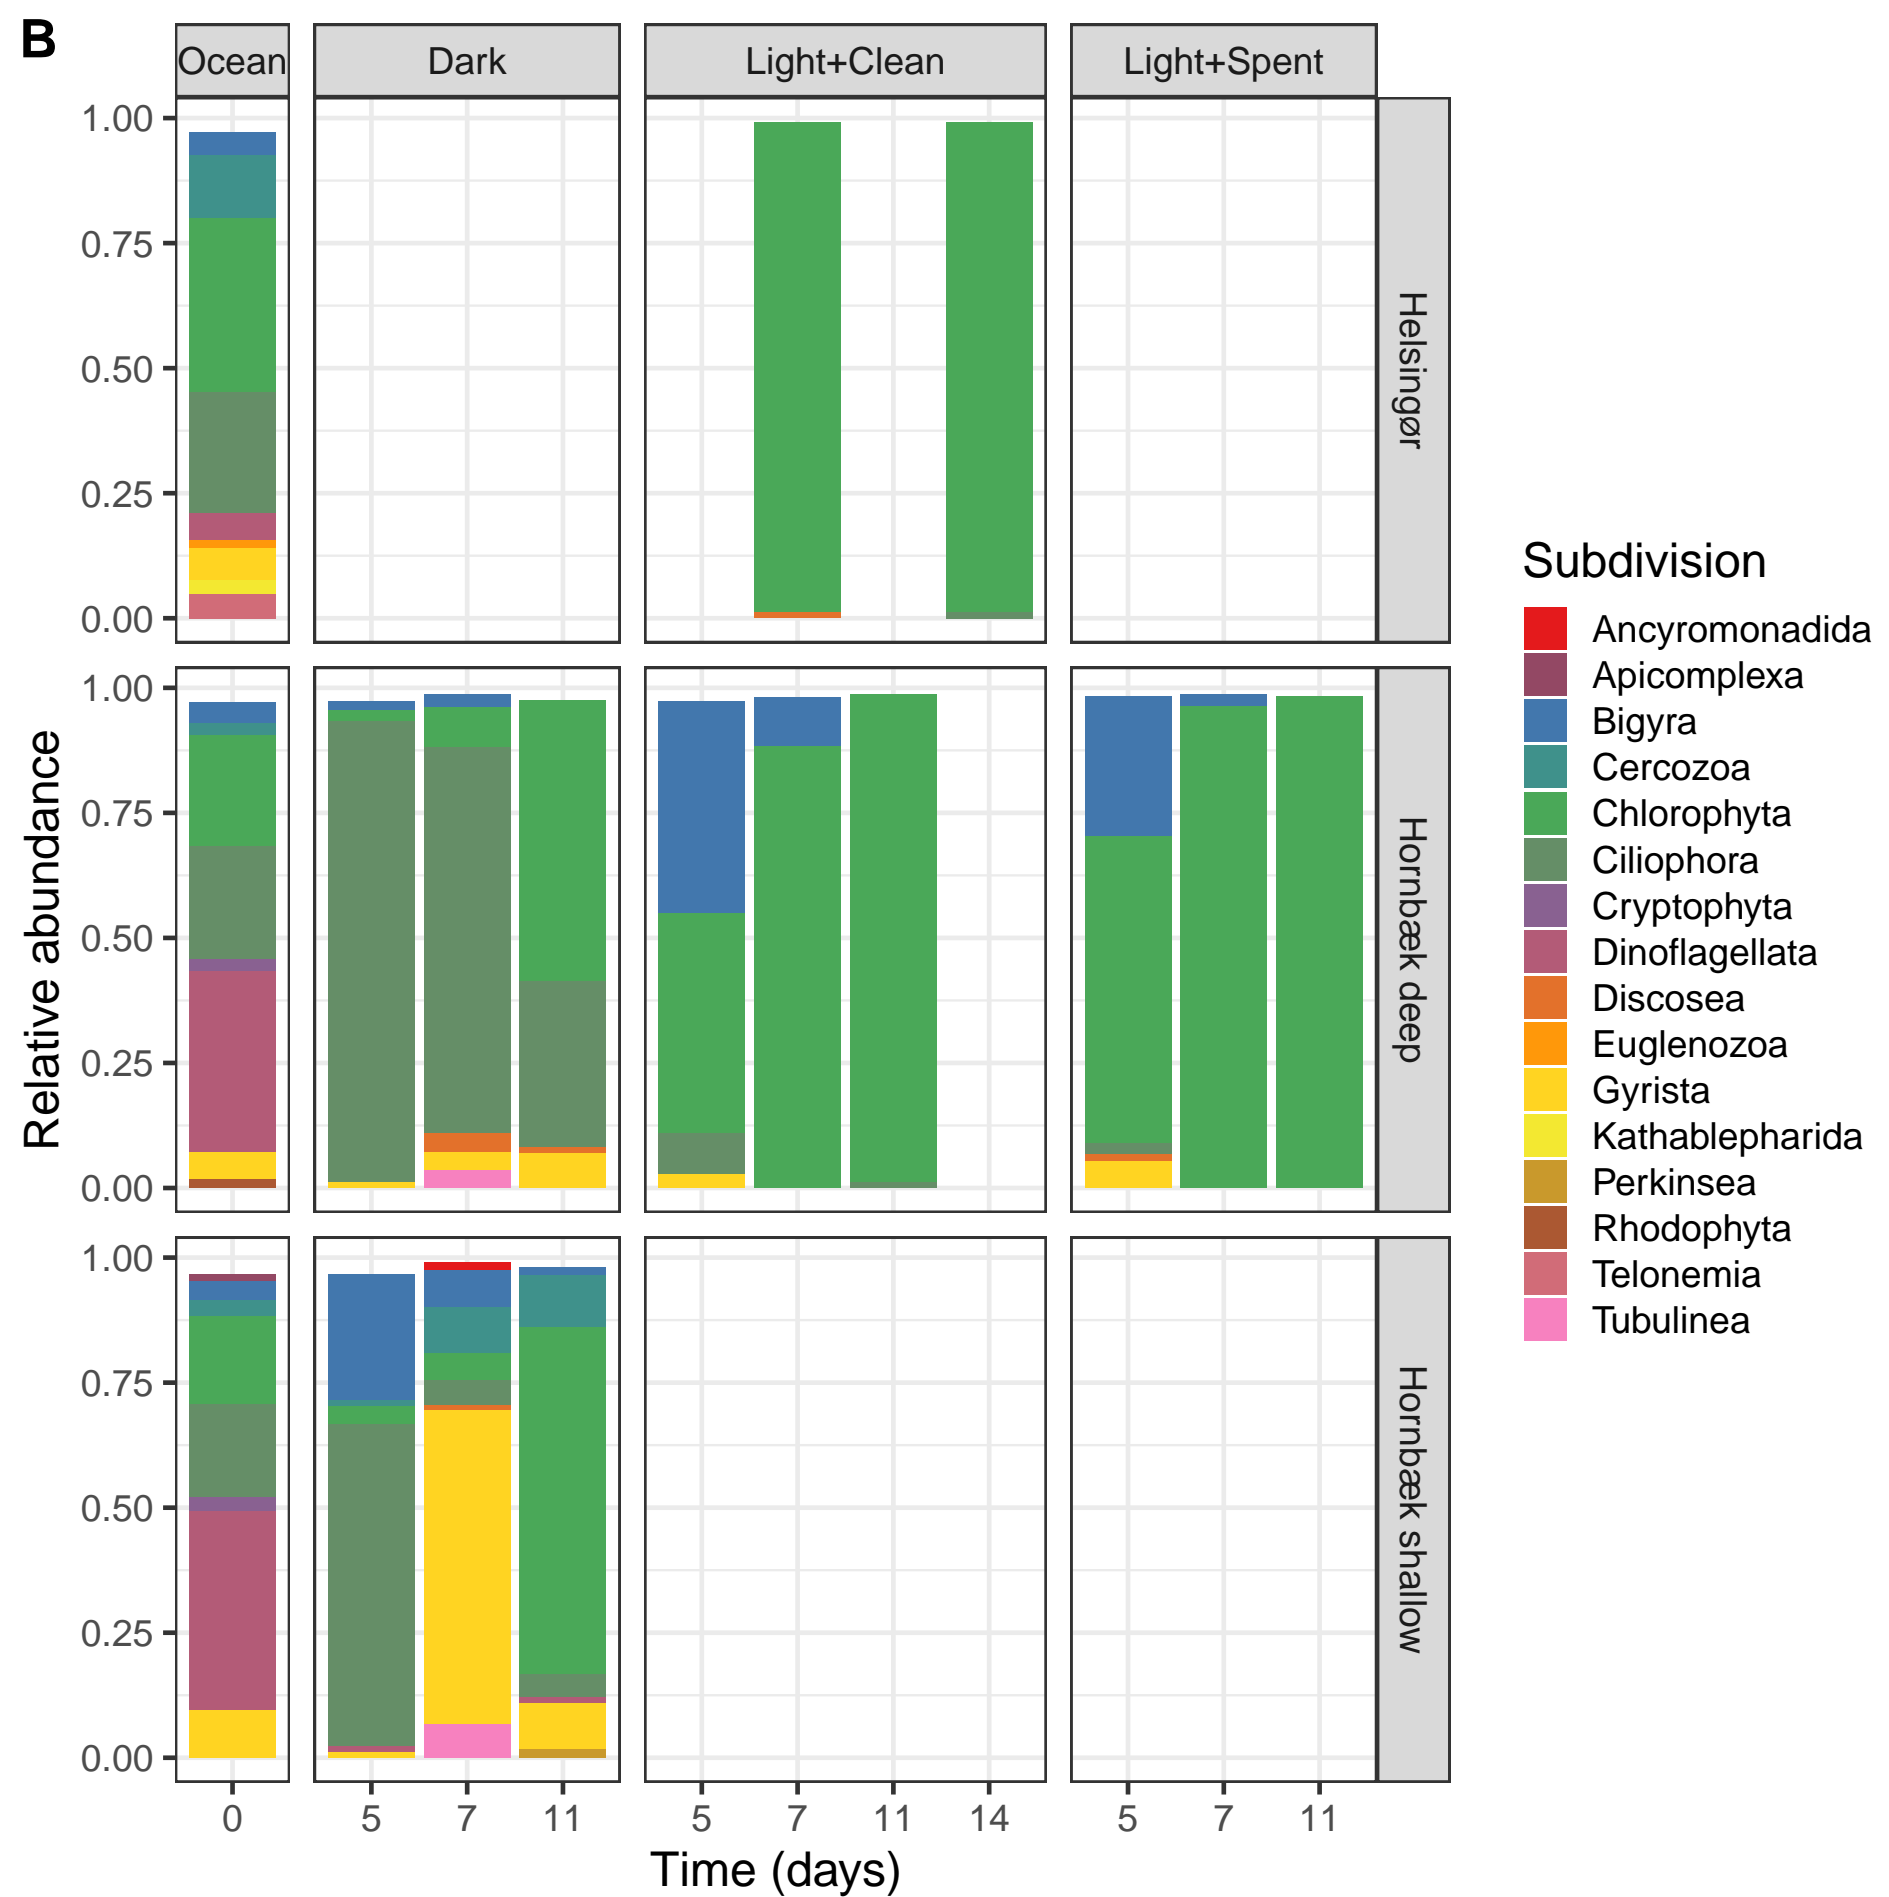 B
Ocean
Dark
Light+Clean
Light+Spent
1.00
0.75
0.50
0.25
0.00
Helsingør
Relative abundance
1.00
0.75
0.50
0.25
0.00
Hornbæk deep
1.00
0.75
0.50
0.25
0.00
Hornbæk shallow
0
5 7 11
5 7 11 14
5 7 11
Time (days)
Subdivision
Ancyromonadida
Apicomplexa
Bigyra
Cercozoa
Chlorophyta
Ciliophora
Cryptophyta
Dinoflagellata
Discosea
Euglenozoa
Gyrista
Kathablepharida
Perkinsea
Rhodophyta
Telonemia
Tubulinea